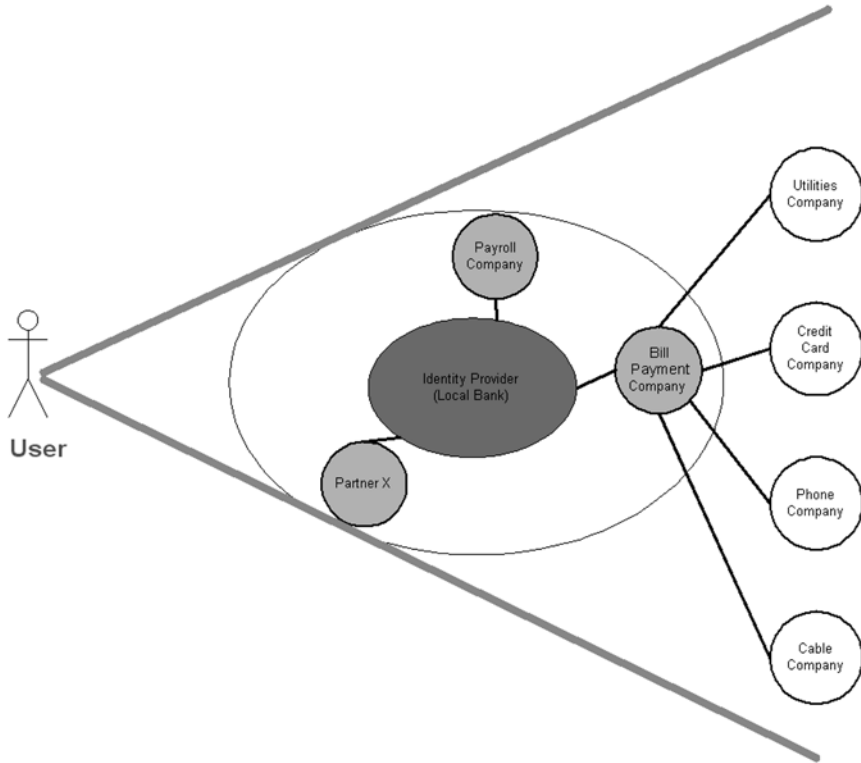 Utilities
Company
Payroll
Company
Credit
Card
Company
Bill
Payment
Company
Identity Provider
(Local Bank)
User
Partner X
Phone
Company
Cable
Company